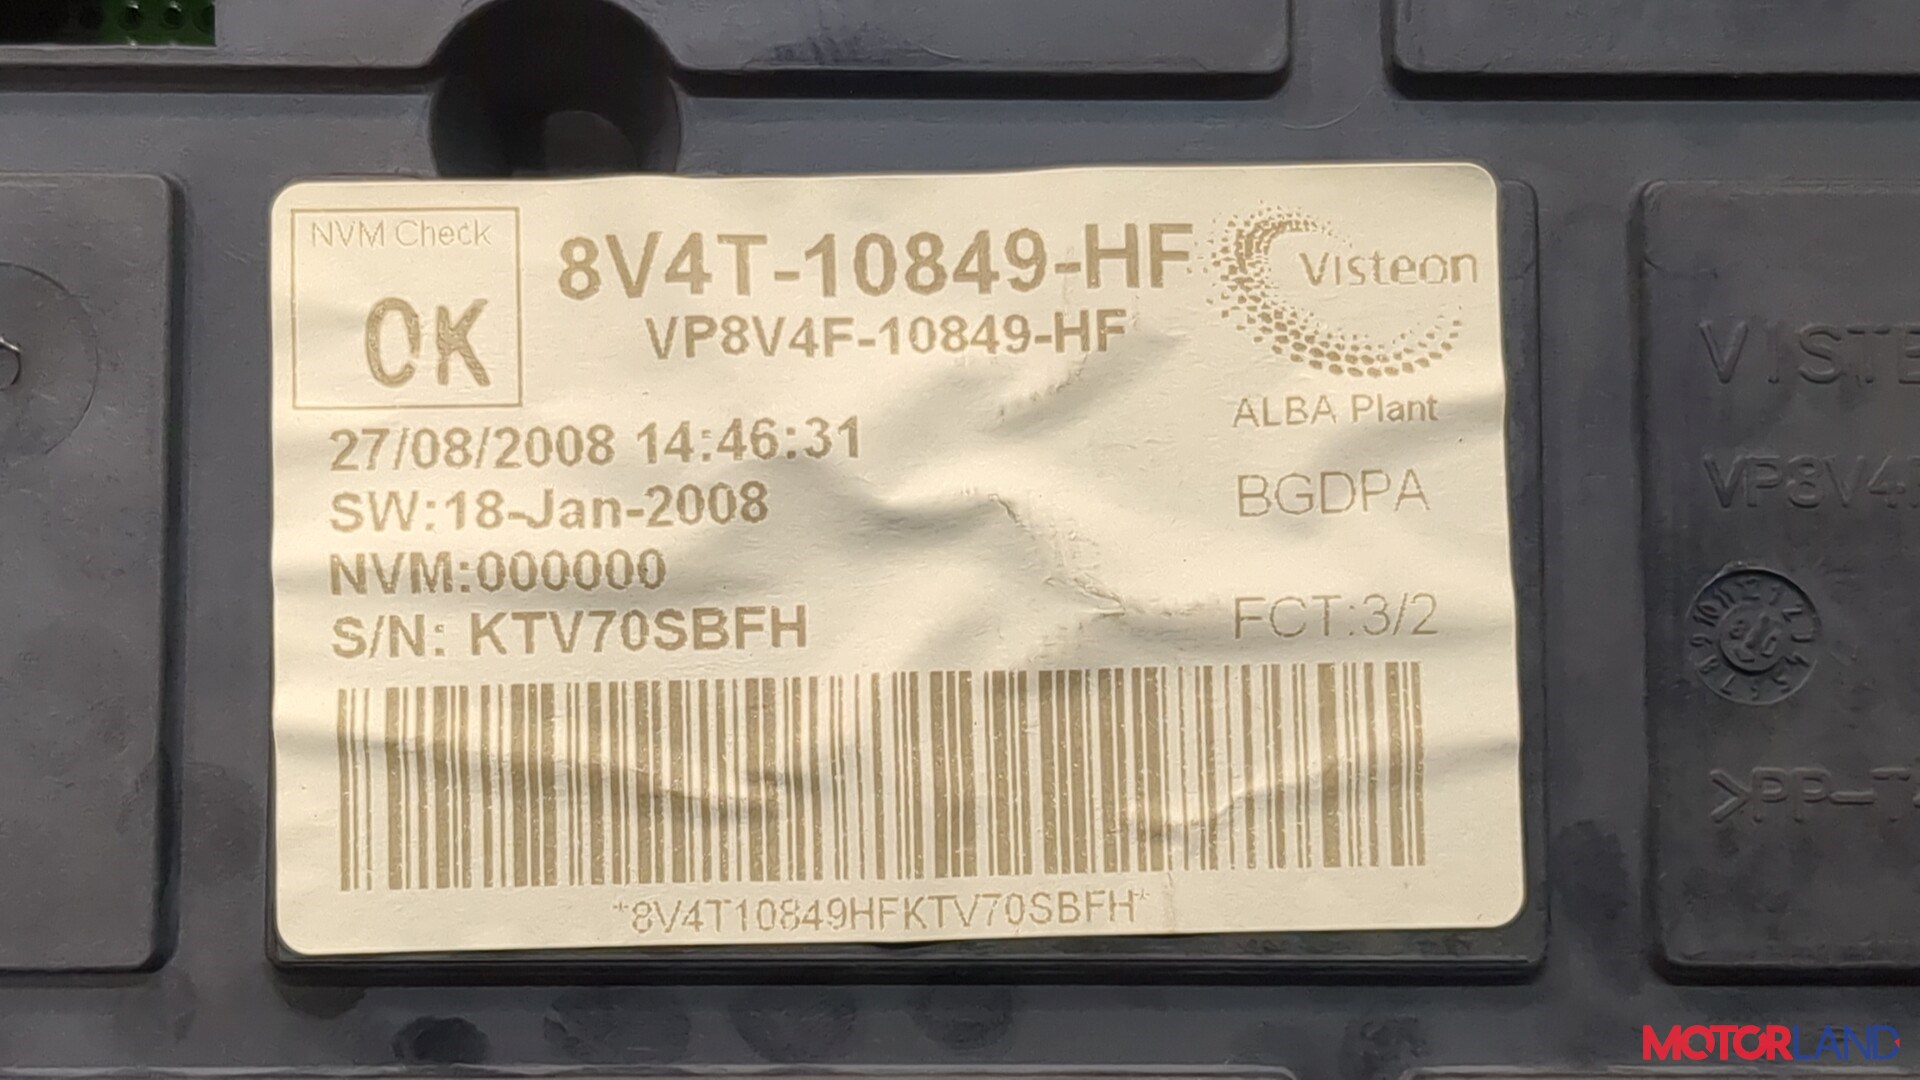 NVM Check
OK
8V4T-10849-HF
VP8V4F-10849-HF
Visteon
ALBA Plant
27/08/2008 14:46:31
SW:18-Jan-2008
NVM:000000
S/N: KTV70SBFH
BGDPA
FCT:3/2
*8V4T10849HFKTV70SBFH*
VISTE
VP8V4F
>PP-T
MOTORLAND